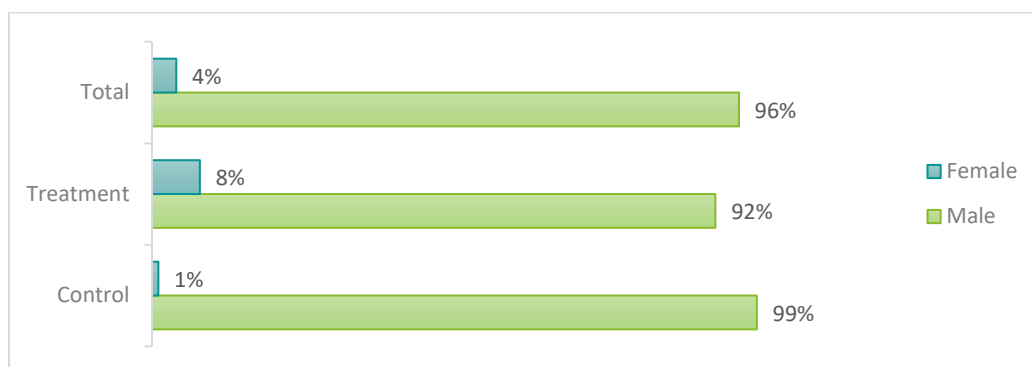 Total
4%
96%
Treatment
8%
92%
Control
1%
99%
Female
Male